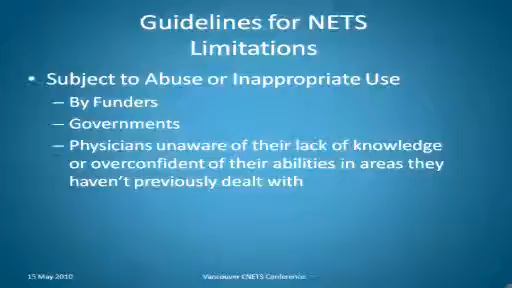 Guidelines for NETS
Limitations
• Subject to Abuse or Inappropriate Use
– By Funders
– Governments
– Physicians unaware of their lack of knowledge
or overconfident of their abilities in areas they
haven't previously dealt with
15 May 2010
Vancouver CNETS Conference